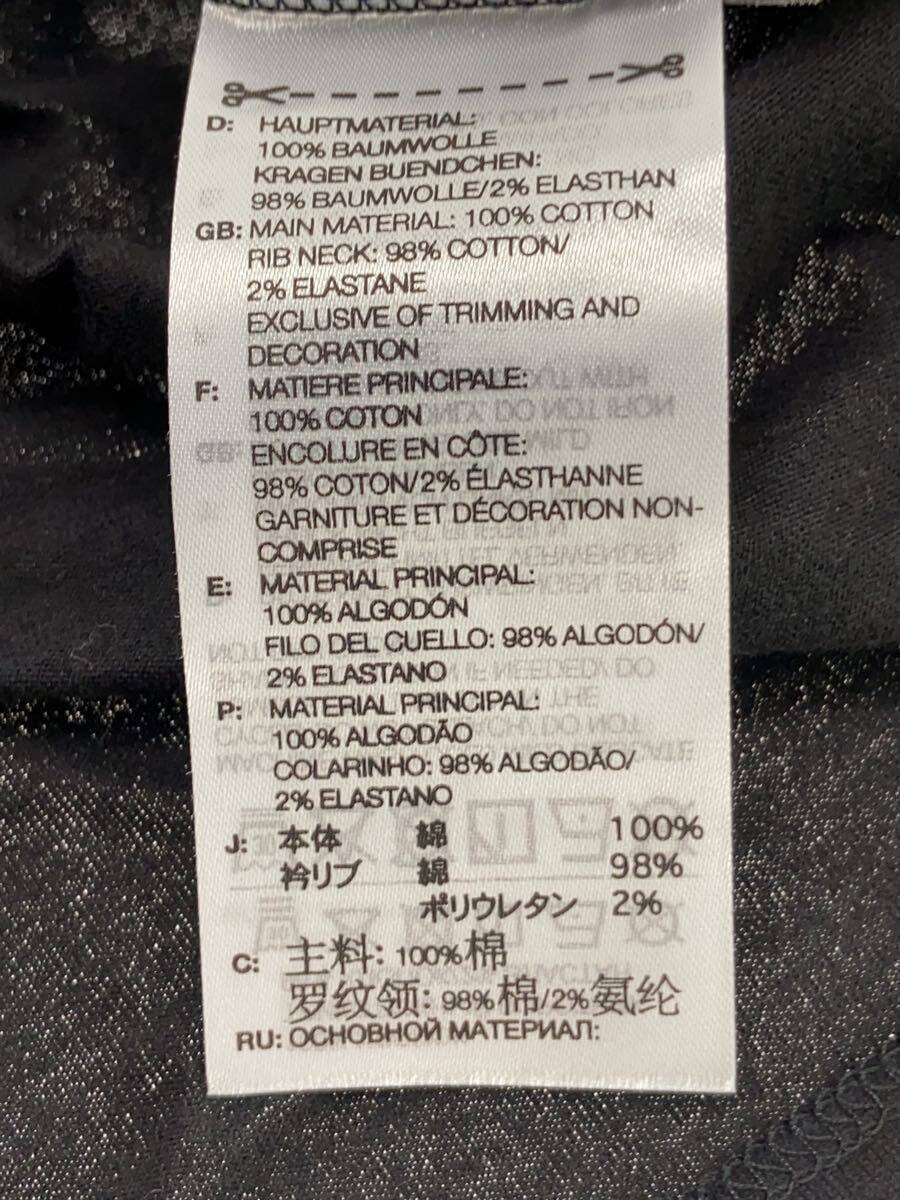 D: HAUPTMATERIAL:
100% BAUMWOLLE
KRAGEN BUENDCHEN:
98% BAUMWOLLE/2% ELASTHAN
GB: MAIN MATERIAL: 100% COTTON
RIB NECK: 98% COTTON/
2% ELASTANE
EXCLUSIVE OF TRIMMING AND
DECORATION
F: MATIERE PRINCIPALE:
100% COTON
ENCOLURE EN CÔTE:
98% COTON/2% ÉLASTHANNE
GARNITURE ET DÉCORATION NON-
COMPRISE
E: MATERIAL PRINCIPAL:
100% ALGODÓN
FILO DEL CUELLO: 98% ALGODÓN/
2% ELASTANO
P: MATERIAL PRINCIPAL:
100% ALGODÃO
COLARINHO: 98% ALGODÃO/
2% ELASTANO
J: 本体 綿 100%
衿リブ 綿 98%
ポリウレタン 2%
C: 主料: 100%棉
罗纹领: 98%棉/2%氨纶
RU: ОСНОВНОЙ МАТЕРИАЛ: